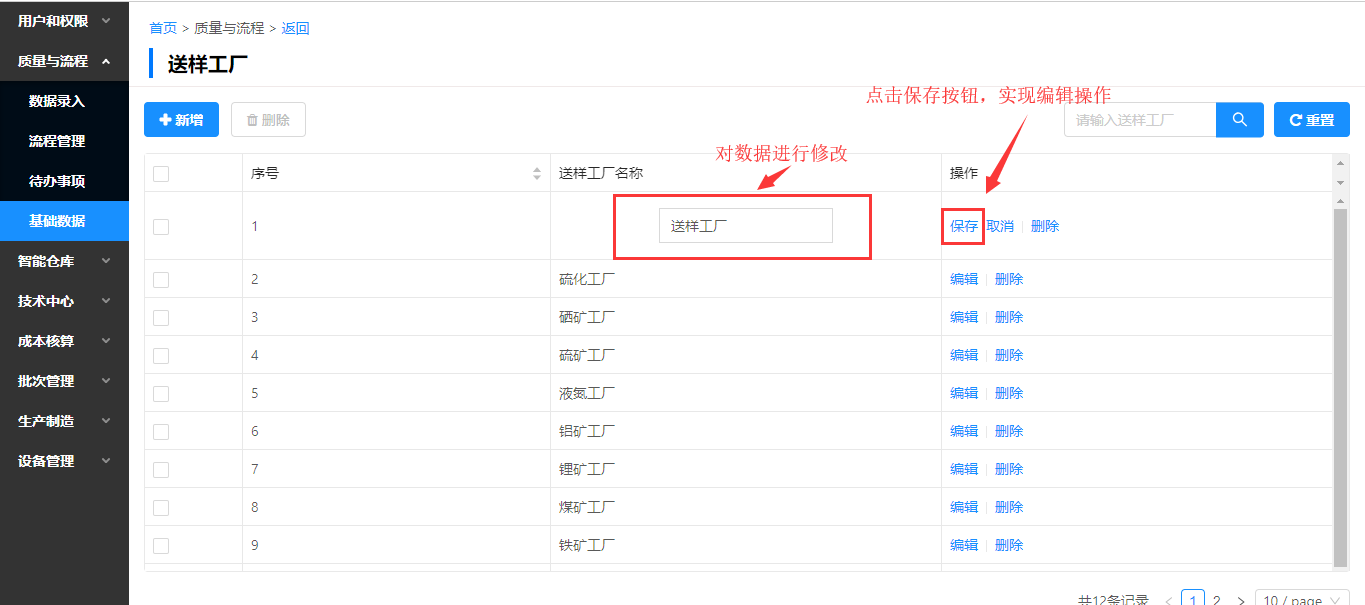 用户和权限
质量与流程
数据录入
流程管理
待办事项
基础数据
智能仓库
技术中心
成本核算
批次管理
生产制造
设备管理
首页 > 质量与流程 > 返回
送样工厂
点击保存按钮，实现编辑操作
新增 删除 请输入送样工厂 重置
对数据进行修改
序号 送样工厂名称 操作
1 送样工厂 保存 取消 删除
2 硫化工厂 编辑 删除
3 硒矿工厂 编辑 删除
4 硫矿工厂 编辑 删除
5 液氮工厂 编辑 删除
6 铝矿工厂 编辑 删除
7 锂矿工厂 编辑 删除
8 煤矿工厂 编辑 删除
9 铁矿工厂 编辑 删除
共12条记录 < 1 2 > 10 / page